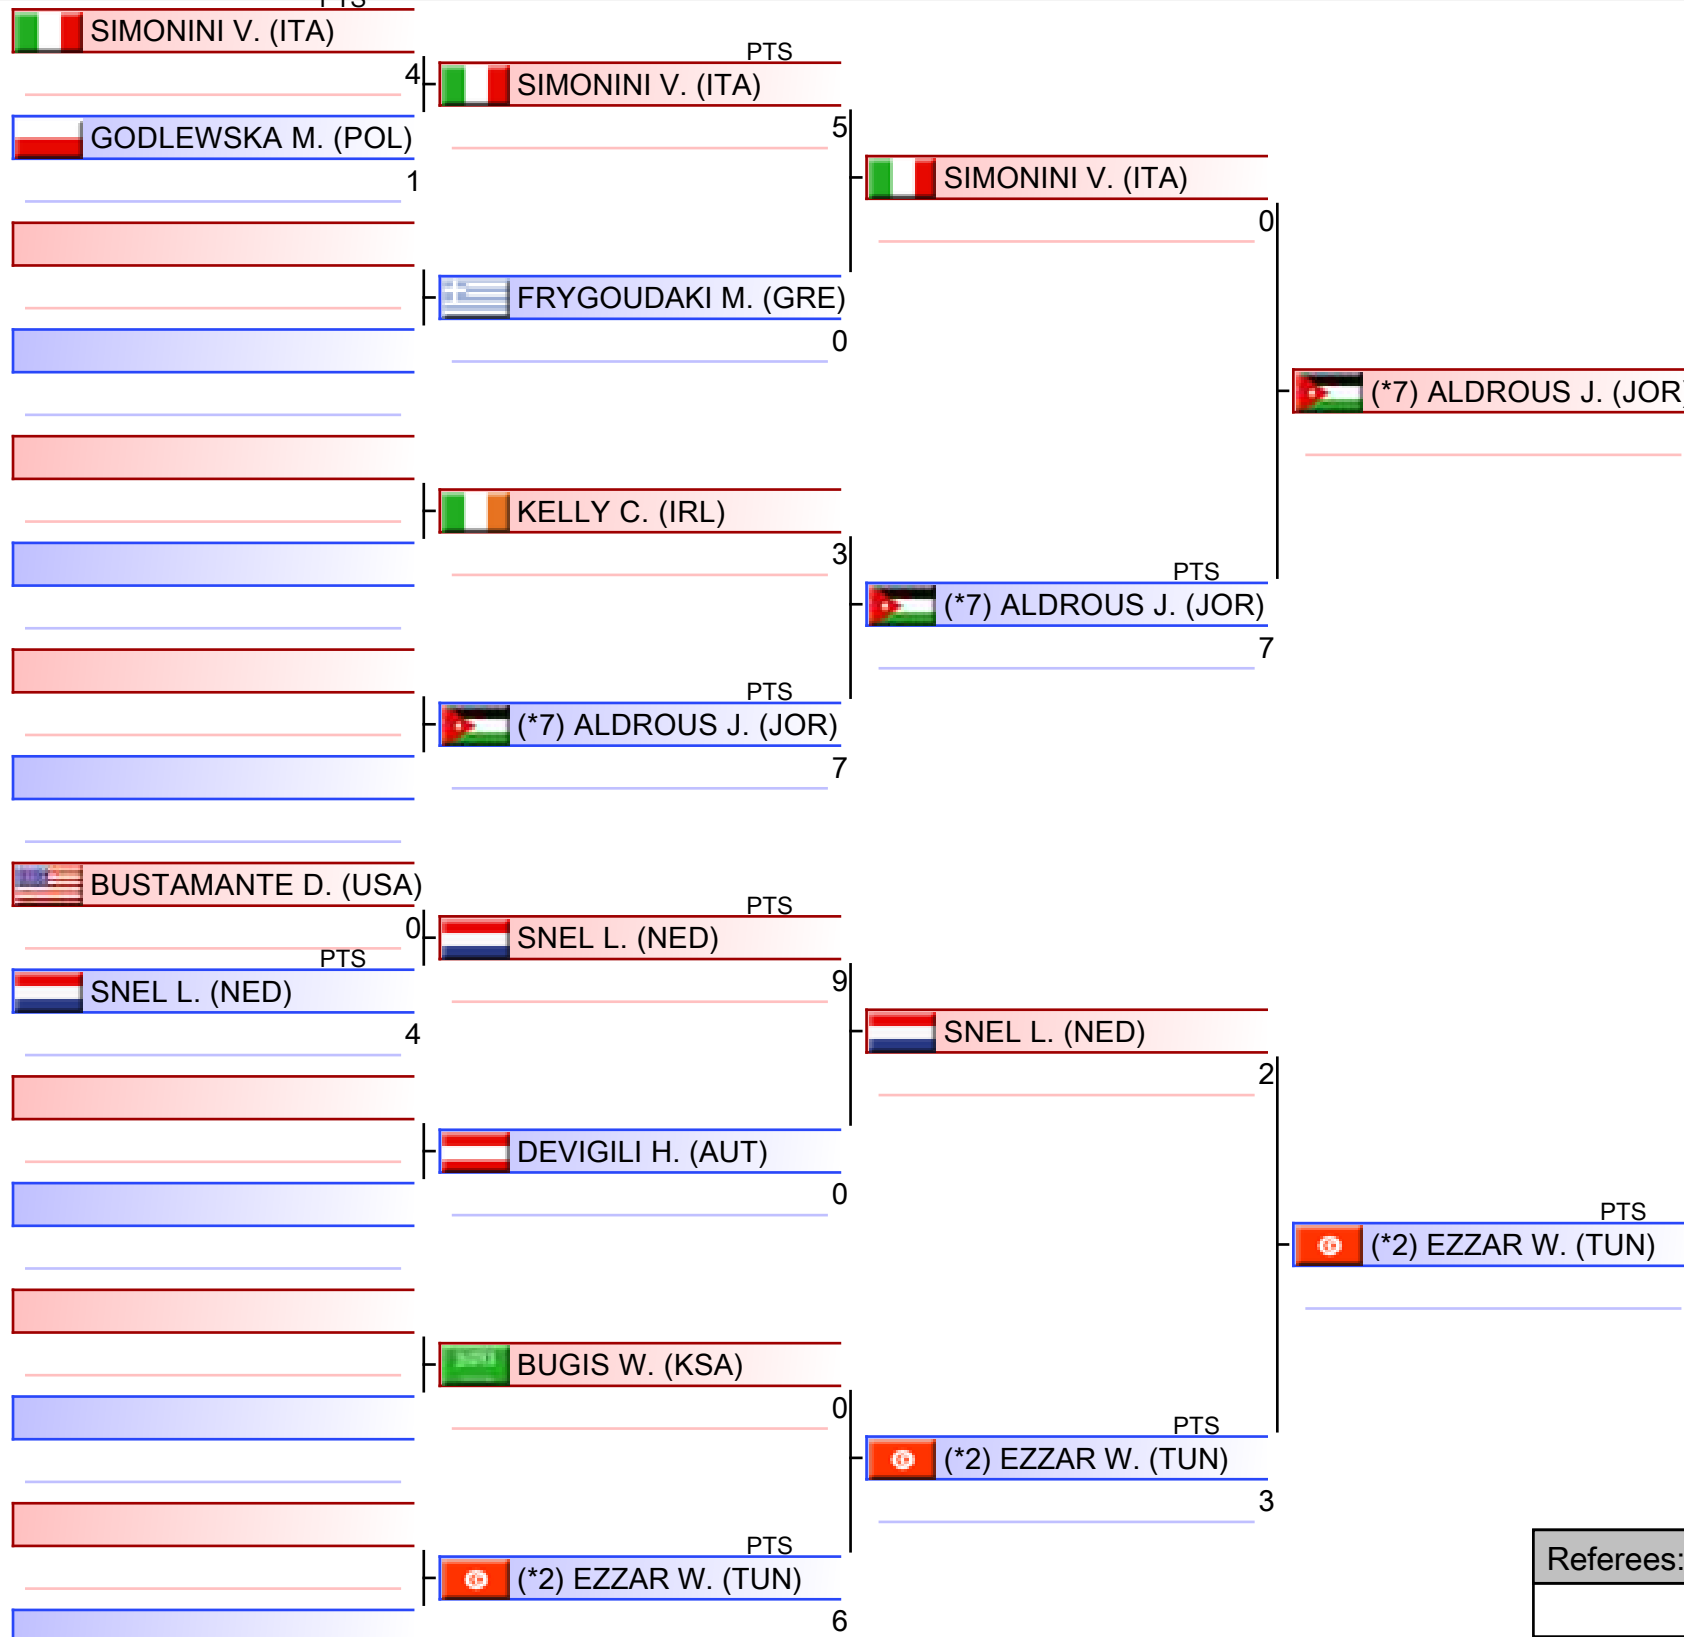 PTS
SIMONINI V. (ITA)
4
GODLEWSKA M. (POL)
1
BUSTAMANTE D. (USA)
0
PTS
SNEL L. (NED)
4
PTS
SIMONINI V. (ITA)
5
FRYGOUDAKI M. (GRE)
0
KELLY C. (IRL)
3
PTS
(*7) ALDROUS J. (JOR)
7
PTS
SNEL L. (NED)
9
DEVIGILI H. (AUT)
0
BUGIS W. (KSA)
0
PTS
(*2) EZZAR W. (TUN)
6
SIMONINI V. (ITA)
0
PTS
(*7) ALDROUS J. (JOR)
7
SNEL L. (NED)
2
PTS
(*2) EZZAR W. (TUN)
3
(*7) ALDROUS J. (JOR)
PTS
(*2) EZZAR W. (TUN)
Referees: